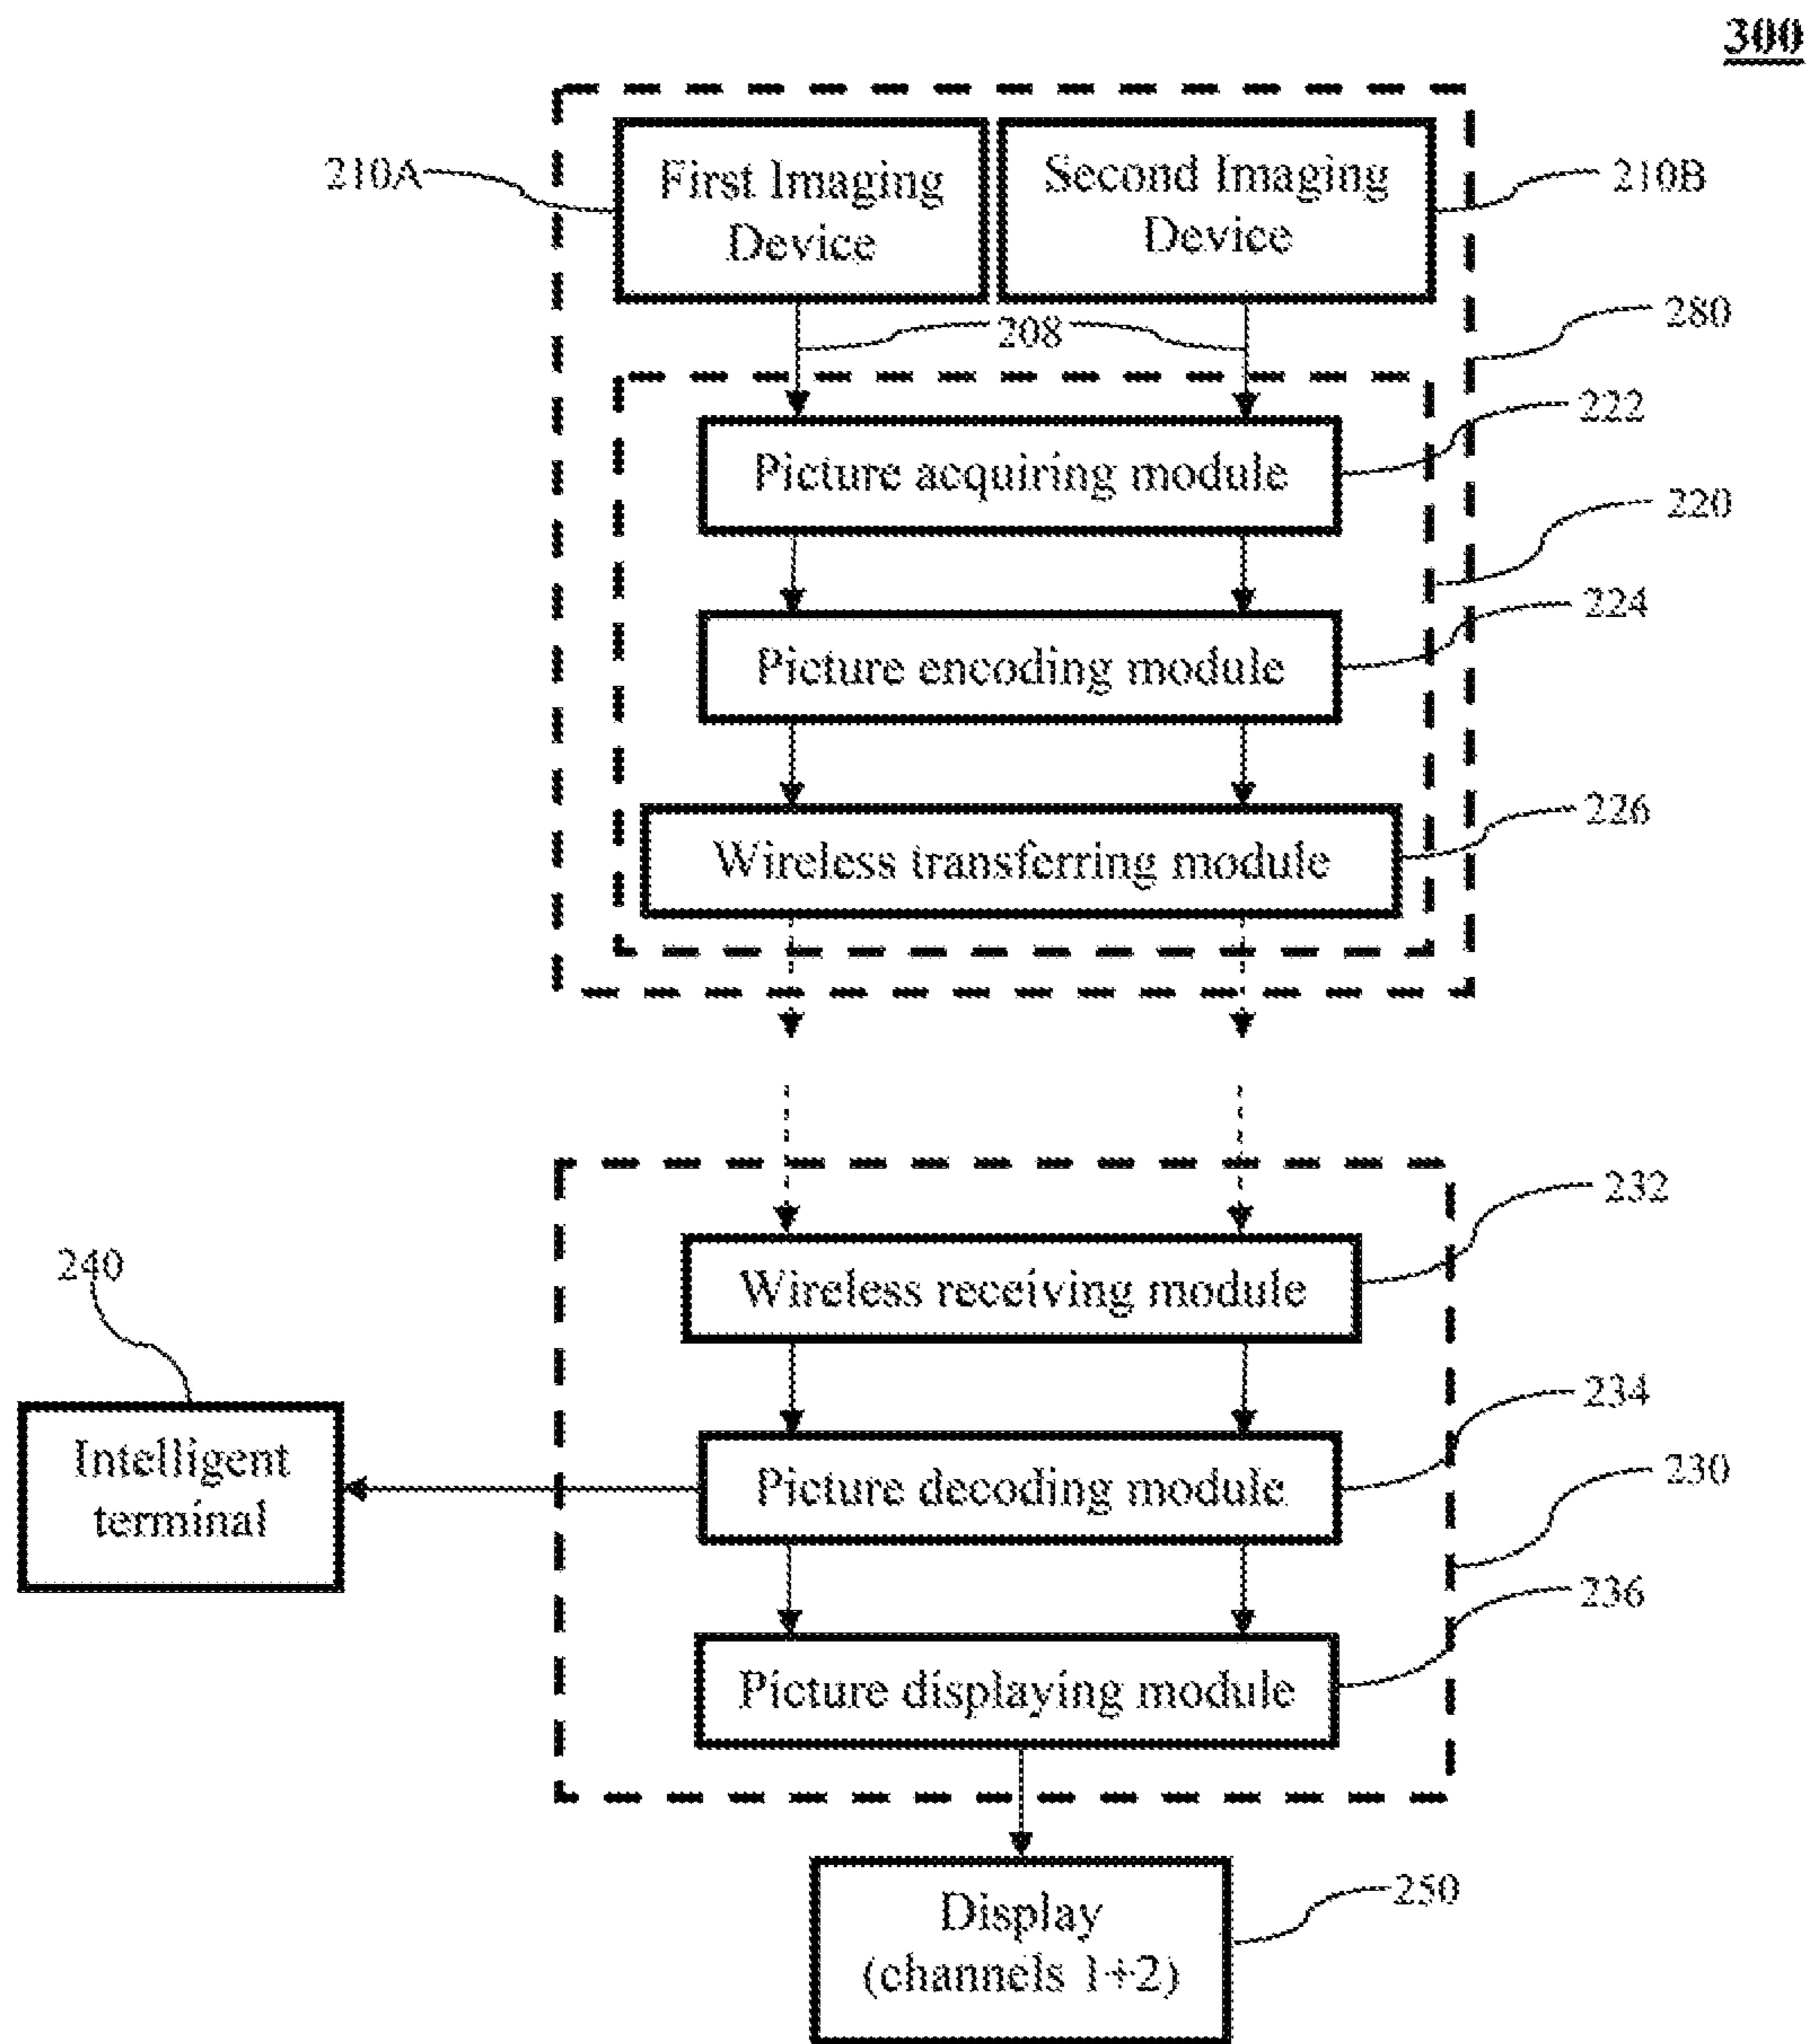 300
210A
First Imaging
Device
Second Imaging
Device
210B
208
280
Picture acquiring module
222
220
Picture encoding module
224
Wireless transferring module
226
Wireless receiving module
232
240
Intelligent
terminal
Picture decoding module
234
230
Picture displaying module
236
Display
(channels 1+2)
250